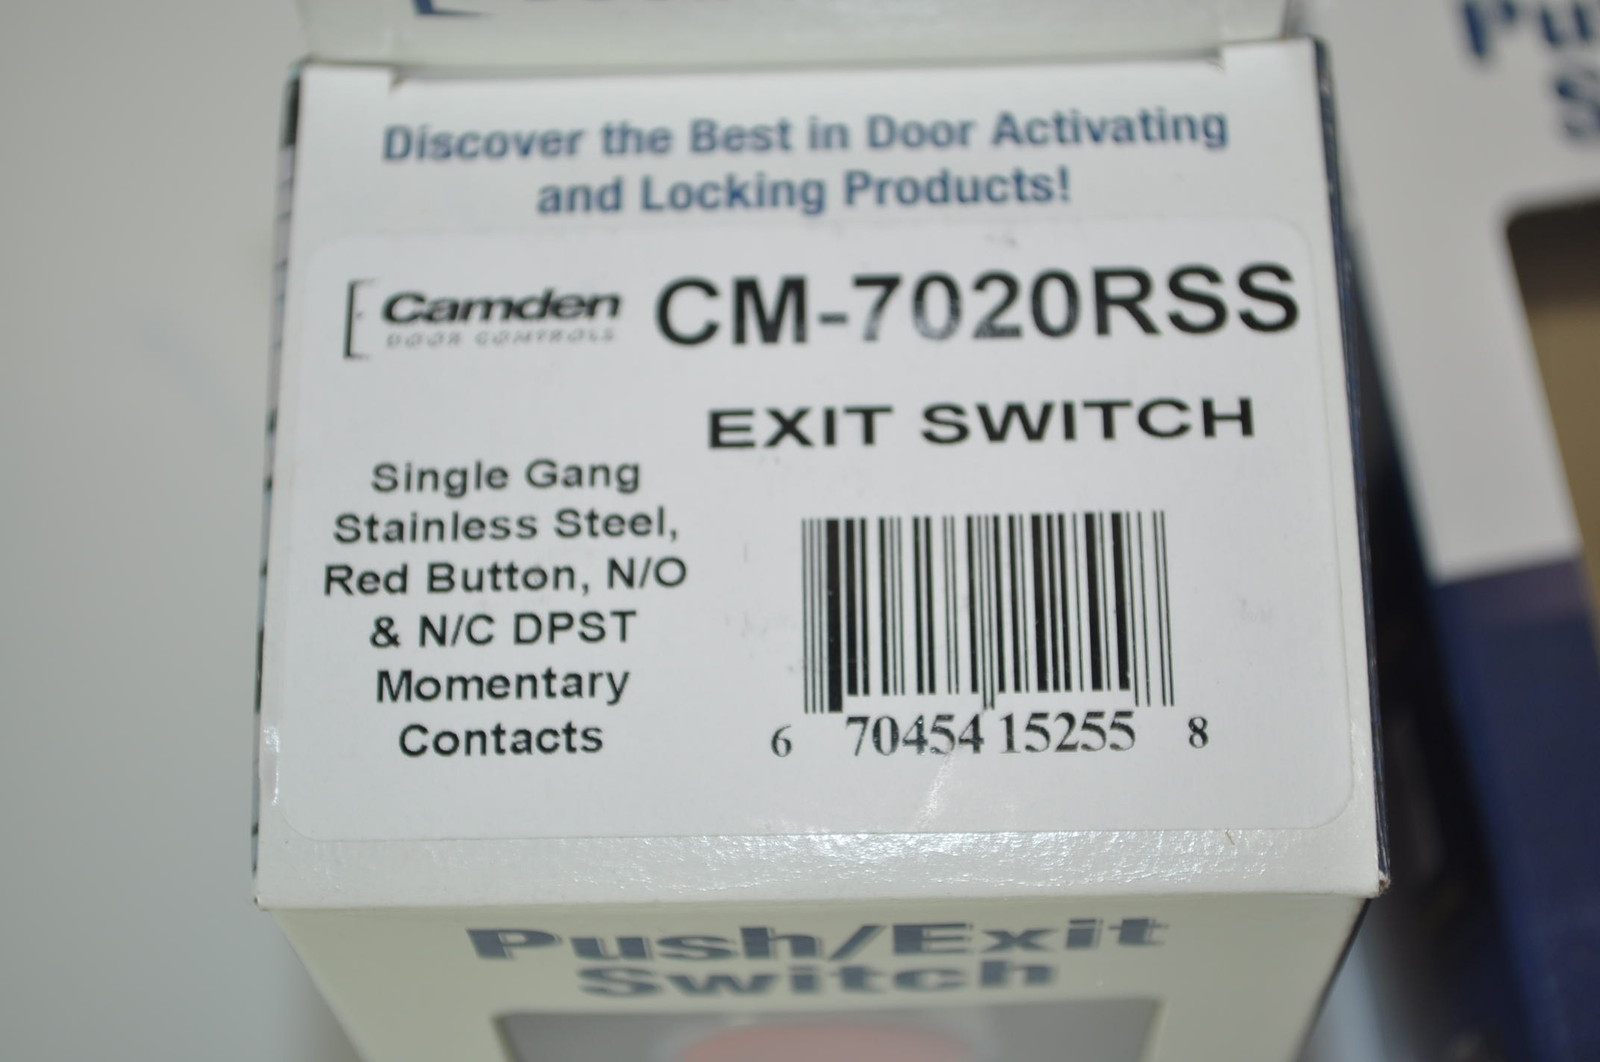 Discover the Best in Door Activating
and Locking Products!
Camden
DOOR CONTROLS
CM-7020RSS
EXIT SWITCH
Single Gang
Stainless Steel,
Red Button, N/O
& N/C DPST
Momentary
Contacts
6 70454 15255 8
Push/Exit
Switch
Pu
S